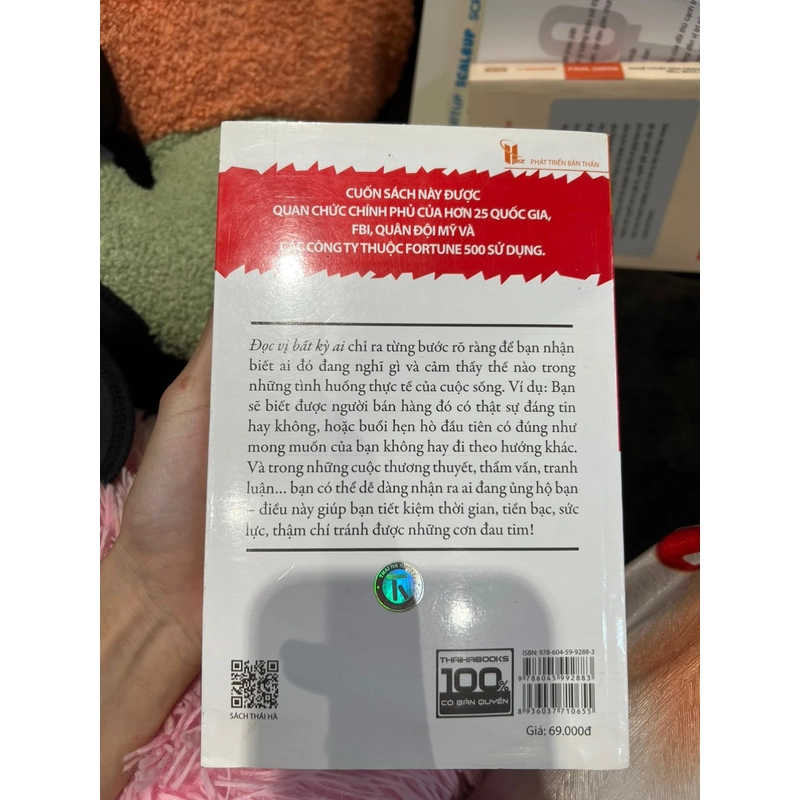 SCALEUP
PHÁT TRIỂN BẢN THÂN
CUỐN SÁCH NÀY ĐƯỢC
QUAN CHỨC CHÍNH PHỦ CỦA HƠN 25 QUỐC GIA,
FBI, QUÂN ĐỘI MỸ VÀ
CÁC CÔNG TY THUỘC FORTUNE 500 SỬ DỤNG.
Đọc vị bất kỳ ai chỉ ra từng bước rõ ràng để bạn nhận
biết ai đó đang nghĩ gì và cảm thấy thế nào trong
những tình huống thực tế của cuộc sống. Ví dụ: Bạn
sẽ biết được người bán hàng đó có thật sự đáng tin
hay không, hoặc buổi hẹn hò đầu tiên có đúng như
mong muốn của bạn không hay đi theo hướng khác.
Và trong những cuộc thương thuyết, thẩm vấn, tranh
luận... bạn có thể dễ dàng nhận ra ai đang ủng hộ bạn
– điều này giúp bạn tiết kiệm thời gian, tiền bạc, sức
lực, thậm chí tránh được những cơn đau tim!
SÁCH THÁI HÀ
THAIHABOOKS
100%
CÓ BẢN QUYỀN
ISBN: 978-604-59-9288-3
9 786045 992883
8 936037 710655
Giá: 69.000đ